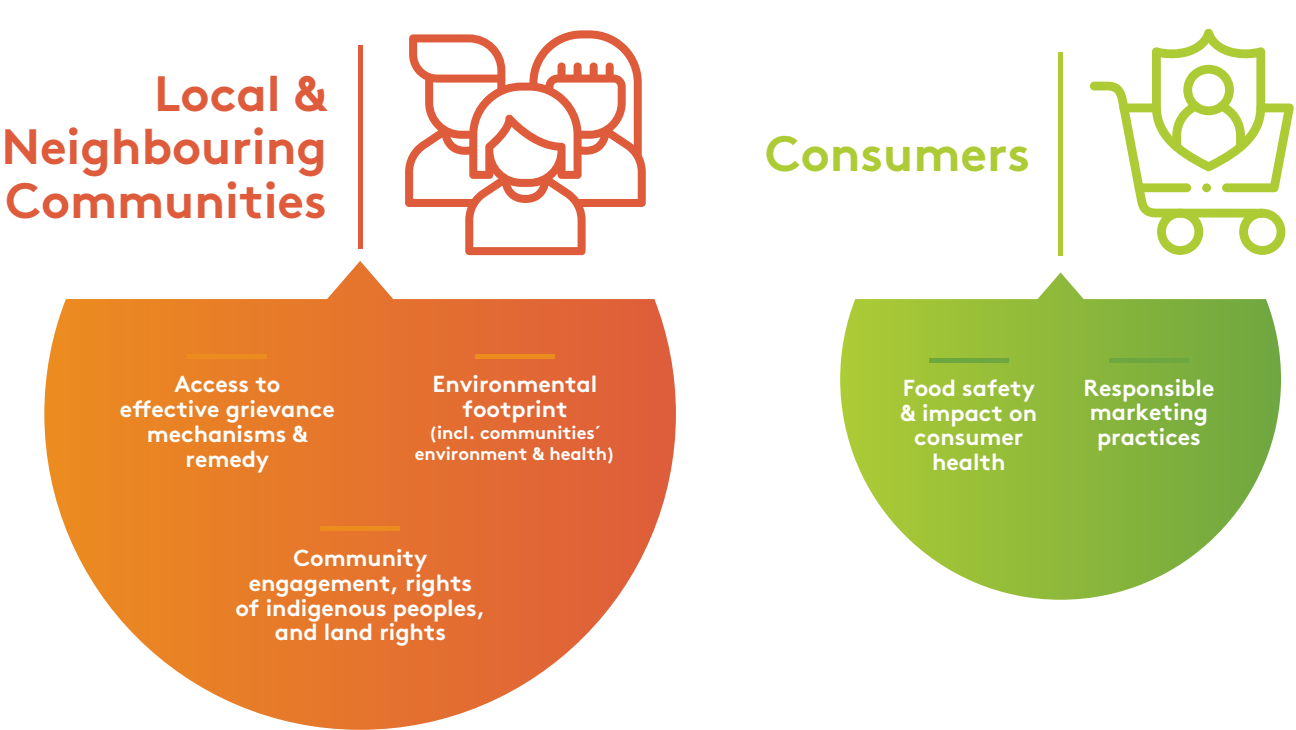 Local &
Neighbouring
Communities
Access to
effective grievance
mechanisms &
remedy
Environmental
footprint
(incl. communities´
environment & health)
Community
engagement, rights
of indigenous peoples,
and land rights
Consumers
Food safety
& impact on
consumer
health
Responsible
marketing
practices